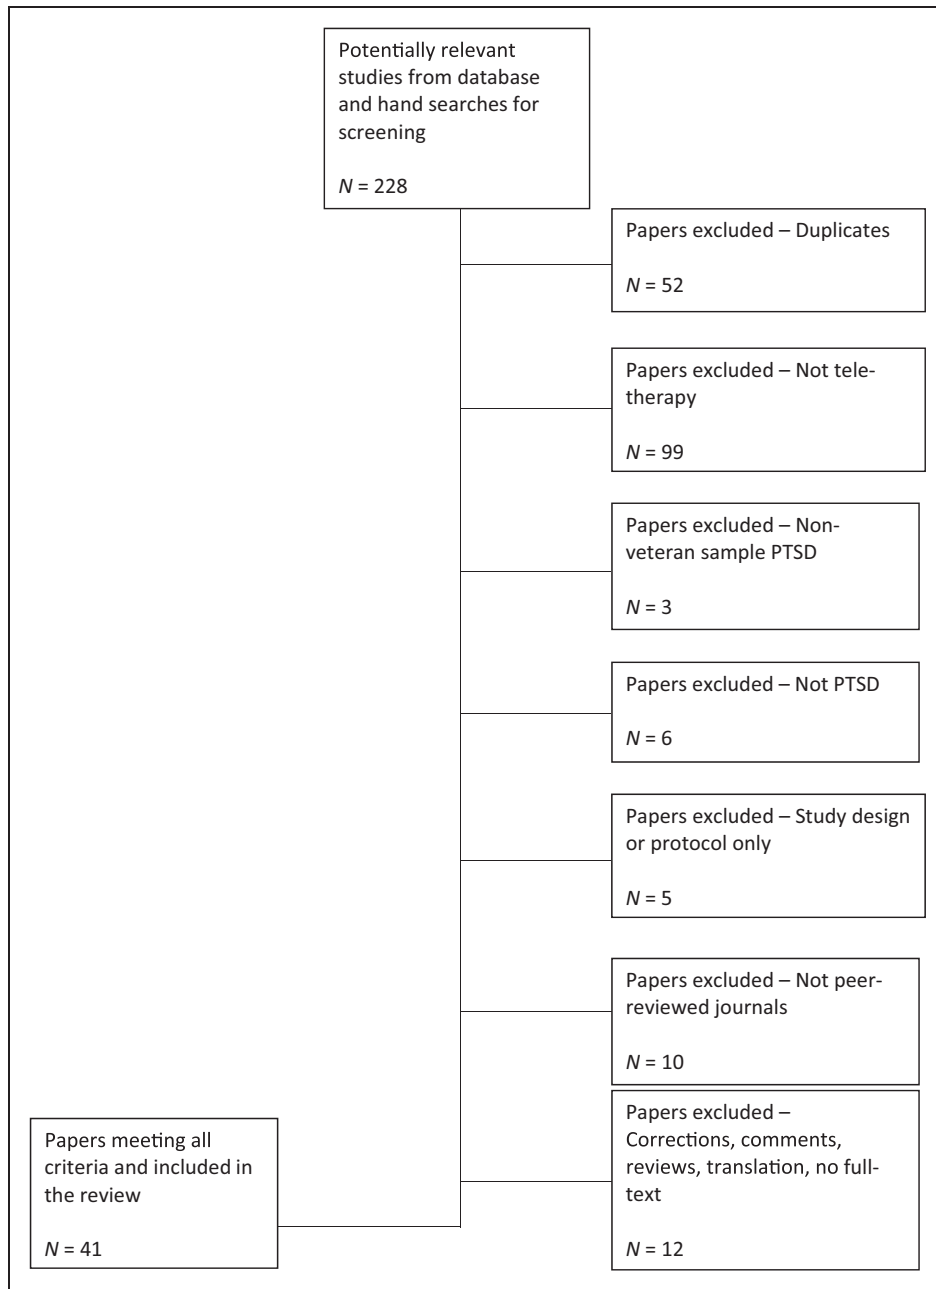 Potentially relevant
studies from database
and hand searches for
screening
N = 228
Papers excluded – Duplicates
N = 52
Papers excluded – Not tele-
therapy
N = 99
Papers excluded – Non-
veteran sample PTSD
N = 3
Papers excluded – Not PTSD
N = 6
Papers excluded – Study design
or protocol only
N = 5
Papers excluded – Not peer-
reviewed journals
N = 10
Papers excluded –
Corrections, comments,
reviews, translation, no full-
text
N = 12
Papers meeting all
criteria and included in
the review
N = 41